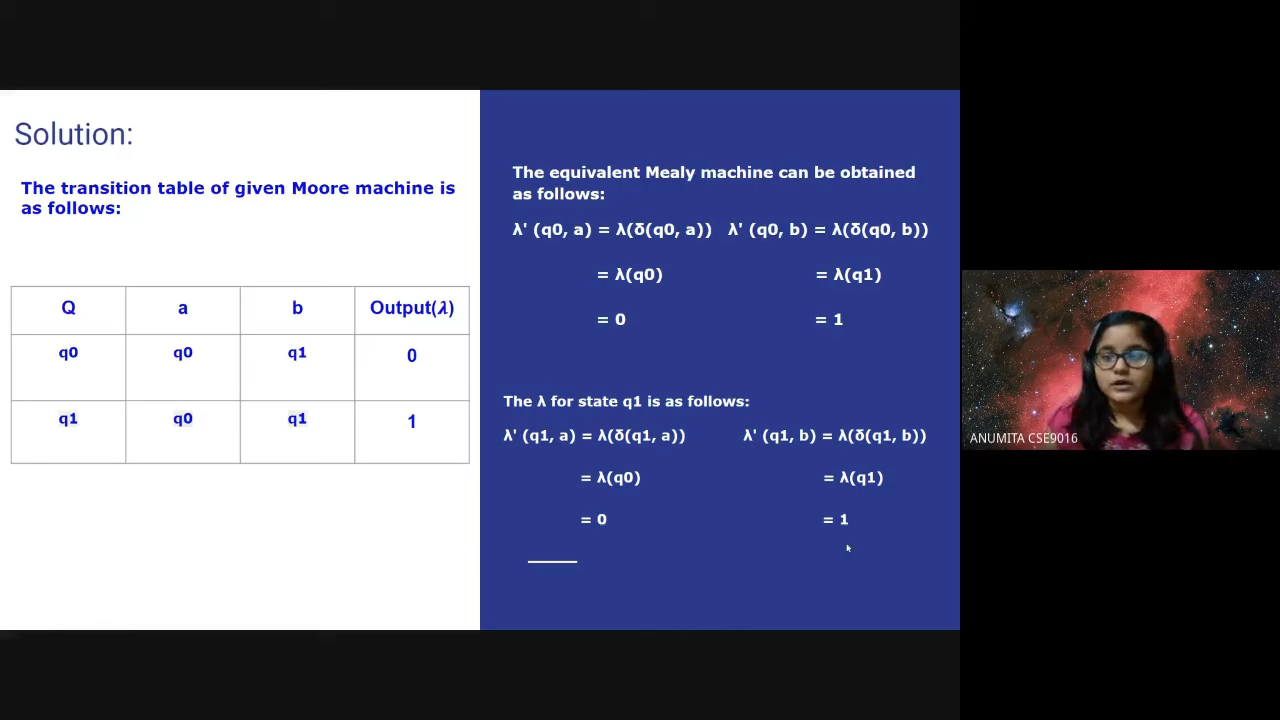 Solution:
The transition table of given Moore machine is
as follows:
Q a b Output(λ)
q0 q0 q1 0
q1 q0 q1 1
The equivalent Mealy machine can be obtained
as follows:
λ' (q0, a) = λ(δ(q0, a)) λ' (q0, b) = λ(δ(q0, b))
= λ(q0) = λ(q1)
= 0 = 1
The λ for state q1 is as follows:
λ' (q1, a) = λ(δ(q1, a)) λ' (q1, b) = λ(δ(q1, b))
= λ(q0) = λ(q1)
= 0 = 1
ANUMITA CSE9016